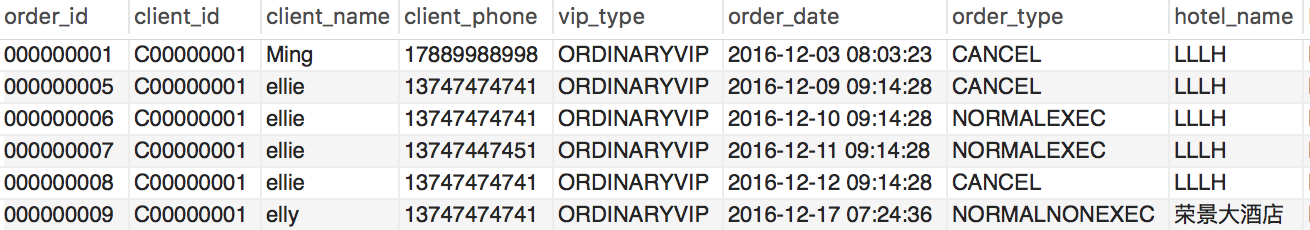 order_id client_id client_name client_phone vip_type order_date order_type hotel_name
000000001 C00000001 Ming 17889988998 ORDINARYVIP 2016-12-03 08:03:23 CANCEL LLLH
000000005 C00000001 ellie 13747474741 ORDINARYVIP 2016-12-09 09:14:28 CANCEL LLLH
000000006 C00000001 ellie 13747474741 ORDINARYVIP 2016-12-10 09:14:28 NORMALEXEC LLLH
000000007 C00000001 ellie 13747447451 ORDINARYVIP 2016-12-11 09:14:28 NORMALEXEC LLLH
000000008 C00000001 ellie 13747474741 ORDINARYVIP 2016-12-12 09:14:28 CANCEL LLLH
000000009 C00000001 elly 13747474741 ORDINARYVIP 2016-12-17 07:24:36 NORMALNONEXEC 荣景大酒店